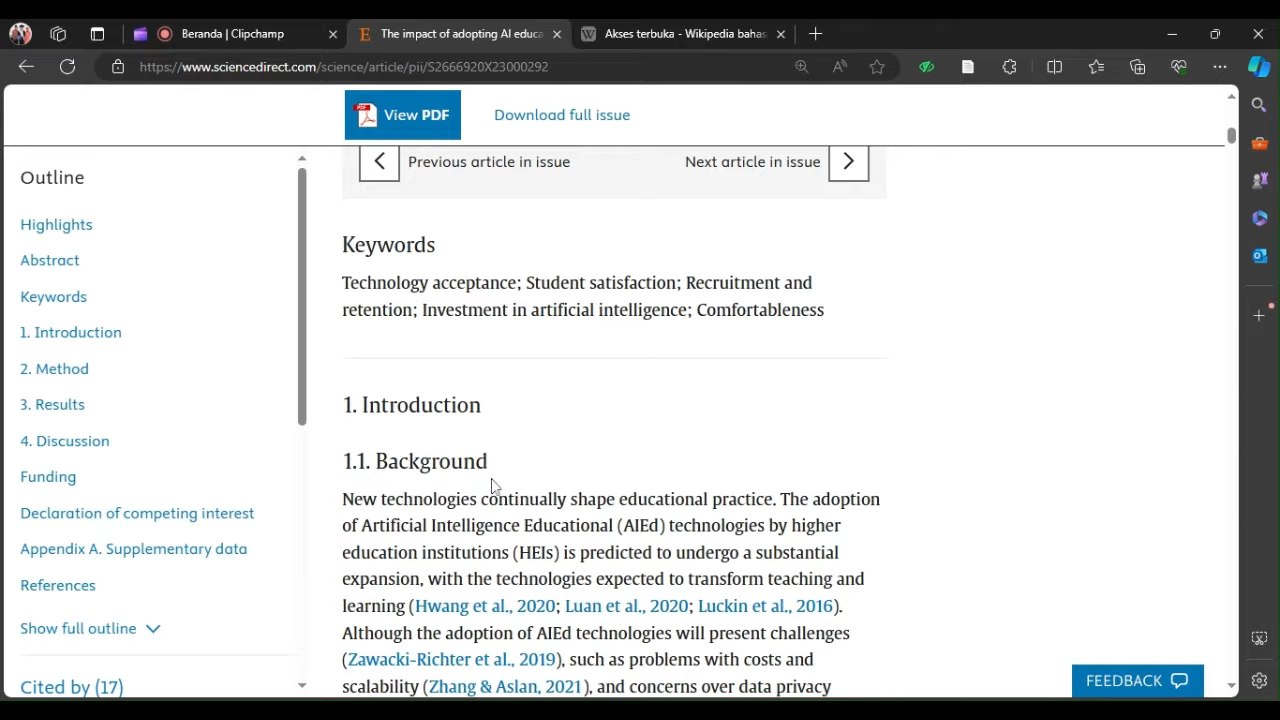 Beranda | Clipchamp
The impact of adopting AI educa
Akses terbuka - Wikipedia bahas
https://www.sciencedirect.com/science/article/pii/S2666920X23000292
View PDF
Download full issue
Previous article in issue
Next article in issue
Outline
Highlights
Abstract
Keywords
1. Introduction
2. Method
3. Results
4. Discussion
Funding
Declaration of competing interest
Appendix A. Supplementary data
References
Show full outline
Cited by (17)
Keywords
Technology acceptance; Student satisfaction; Recruitment and
retention; Investment in artificial intelligence; Comfortableness
1. Introduction
1.1. Background
New technologies continually shape educational practice. The adoption
of Artificial Intelligence Educational (AIEd) technologies by higher
education institutions (HEIs) is predicted to undergo a substantial
expansion, with the technologies expected to transform teaching and
learning (Hwang et al., 2020; Luan et al., 2020; Luckin et al., 2016).
Although the adoption of AIEd technologies will present challenges
(Zawacki-Richter et al., 2019), such as problems with costs and
scalability (Zhang & Aslan, 2021), and concerns over data privacy
FEEDBACK